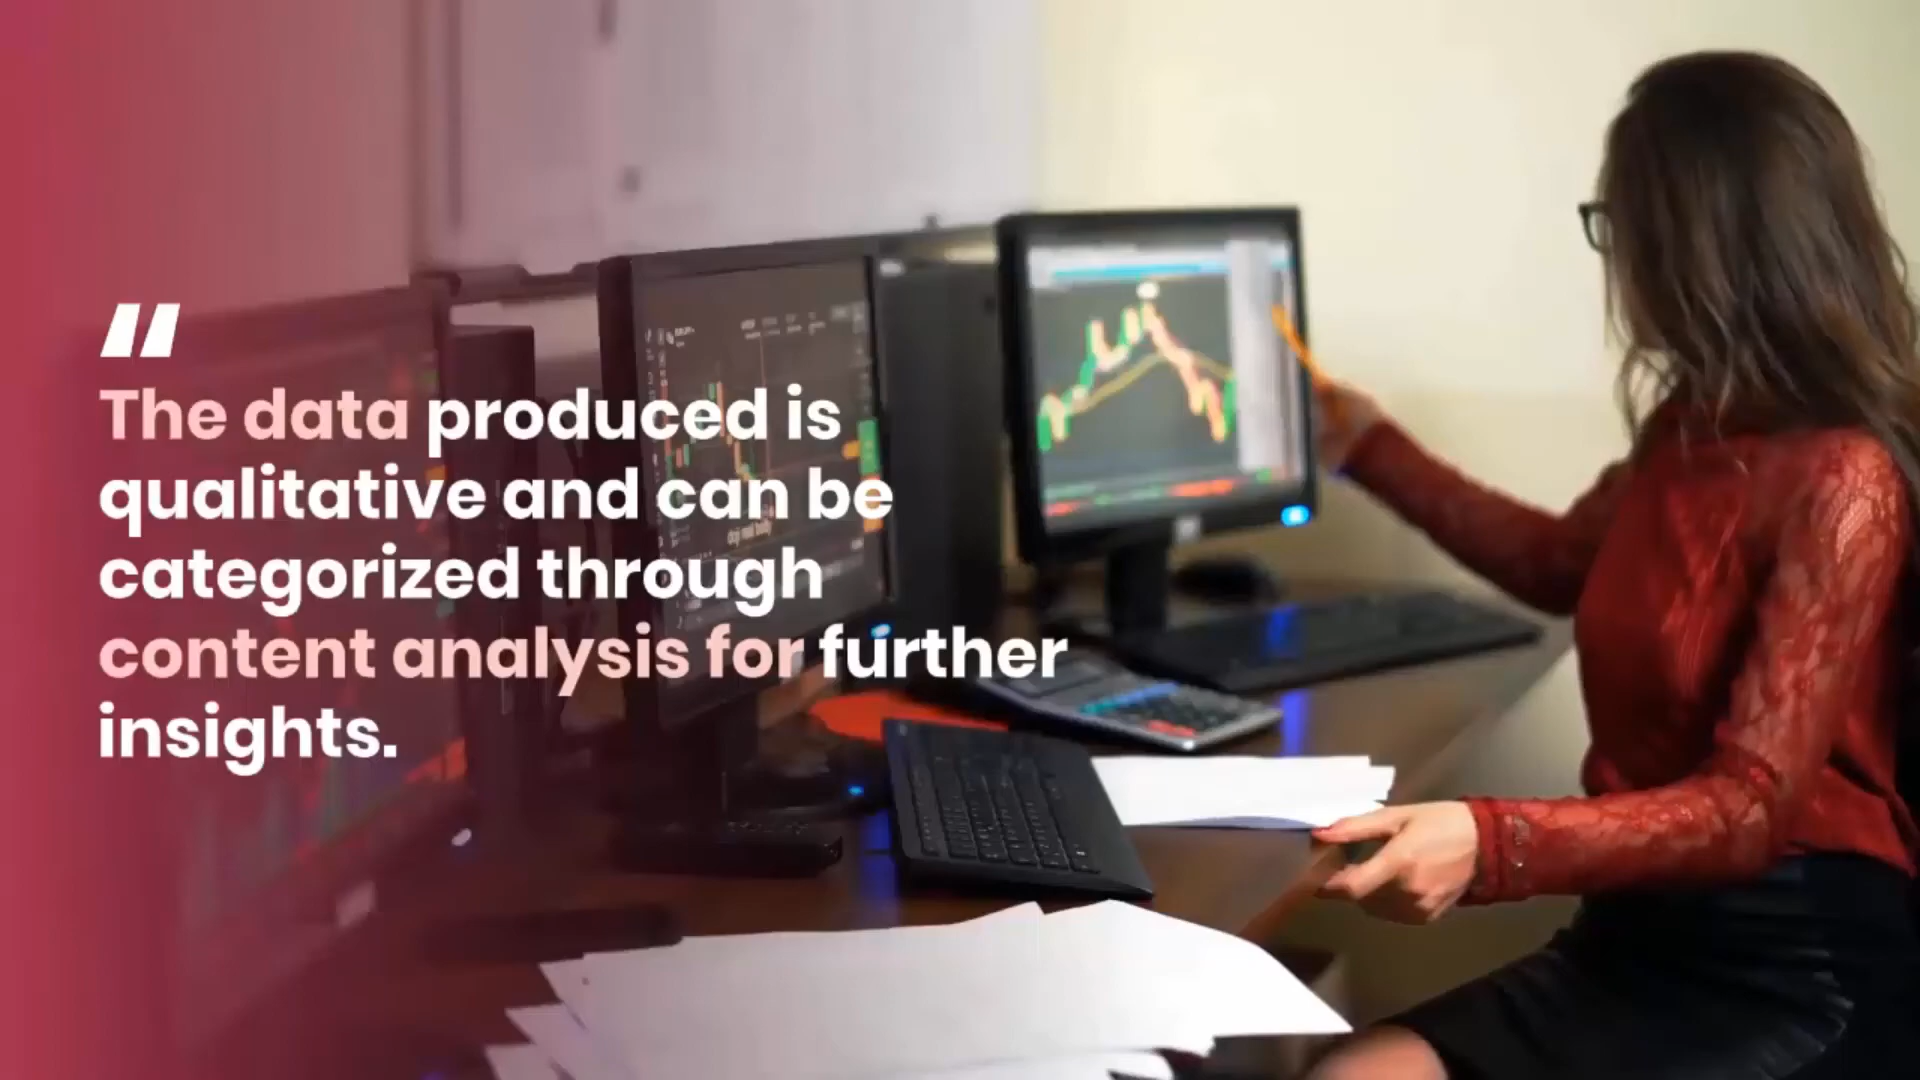 “
The data produced is
qualitative and can be
categorized through
content analysis for further
insights.